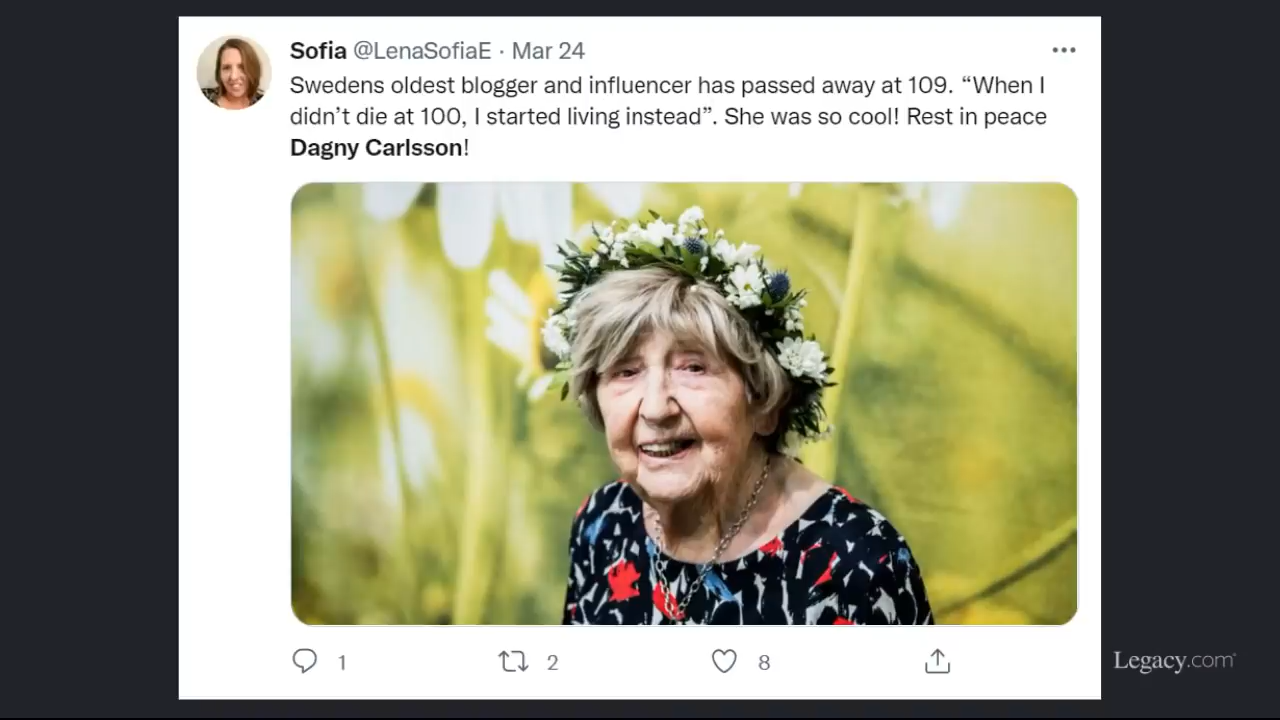 Sofia @LenaSofiaE · Mar 24
Swedens oldest blogger and influencer has passed away at 109. “When I
didn’t die at 100, I started living instead”. She was so cool! Rest in peace
Dagny Carlsson!
1 2 8
Legacy.com